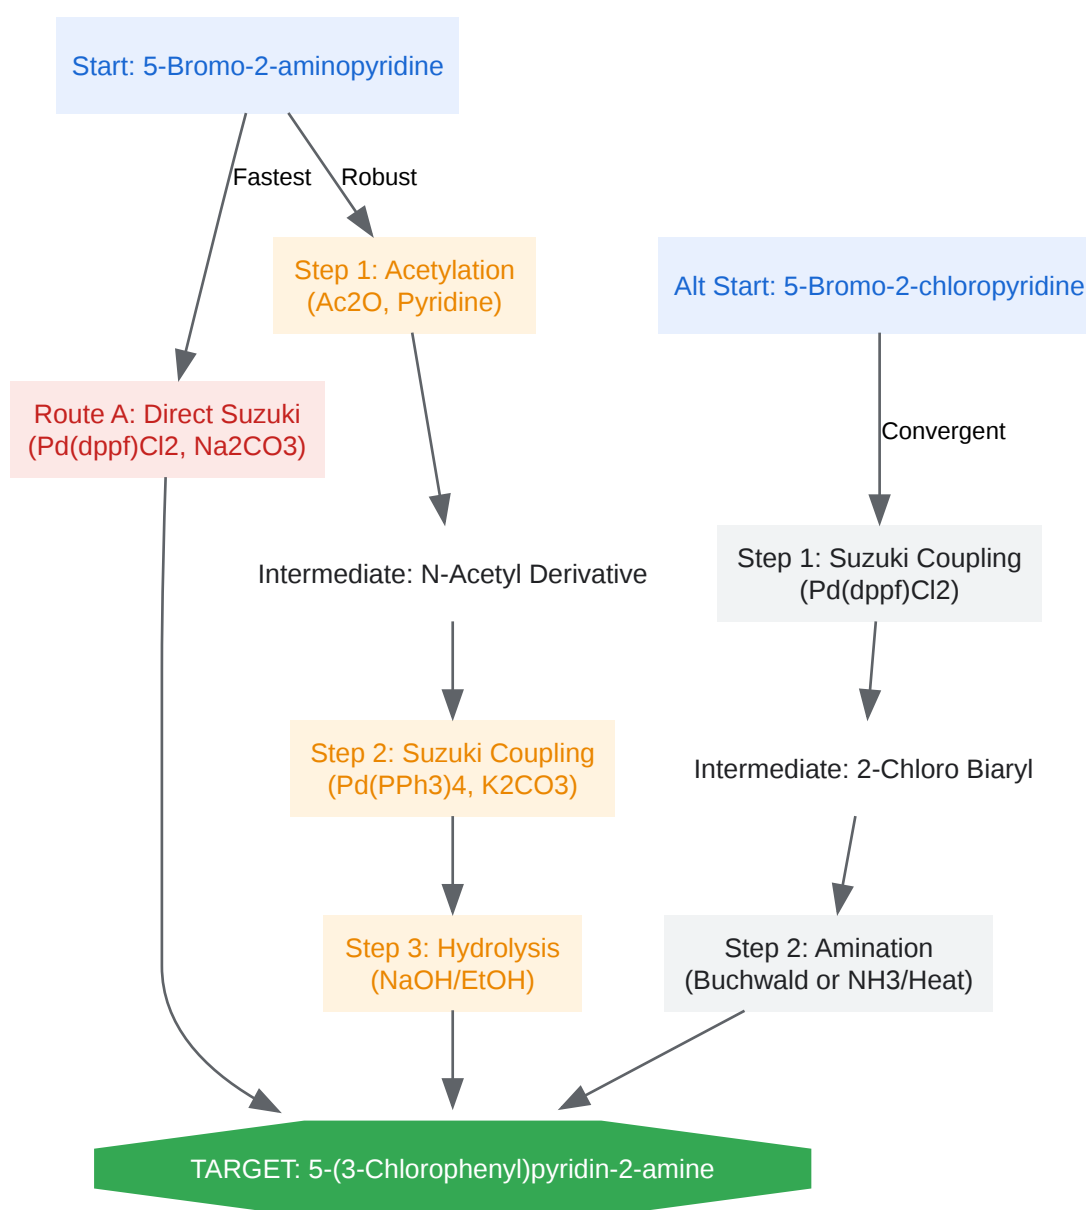 Start: 5-Bromo-2-aminopyridine
Fastest
Robust
Step 1: Acetylation
(Ac2O, Pyridine)
Alt Start: 5-Bromo-2-chloropyridine
Route A: Direct Suzuki
(Pd(dppf)Cl2, Na2CO3)
Convergent
Intermediate: N-Acetyl Derivative
Step 1: Suzuki Coupling
(Pd(dppf)Cl2)
Step 2: Suzuki Coupling
(Pd(PPh3)4, K2CO3)
Intermediate: 2-Chloro Biaryl
Step 3: Hydrolysis
(NaOH/EtOH)
Step 2: Amination
(Buchwald or NH3/Heat)
TARGET: 5-(3-Chlorophenyl)pyridin-2-amine